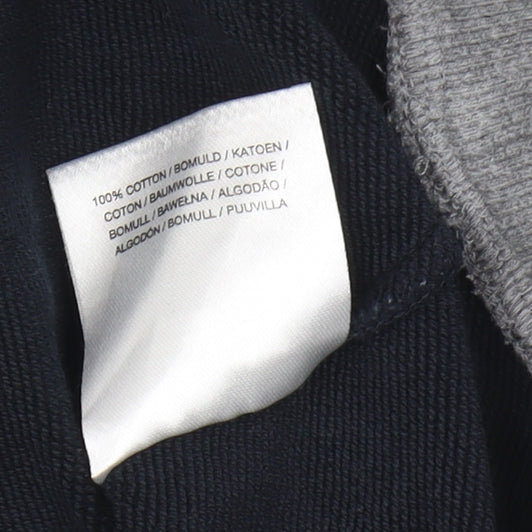 100% COTTON / BOMULD / KATOEN /
COTON / BAUMWOLLE / COTONE /
BOMULL / BAWEŁNA / ALGODÃO /
ALGODÓN / BOMULL / PUUVILLA